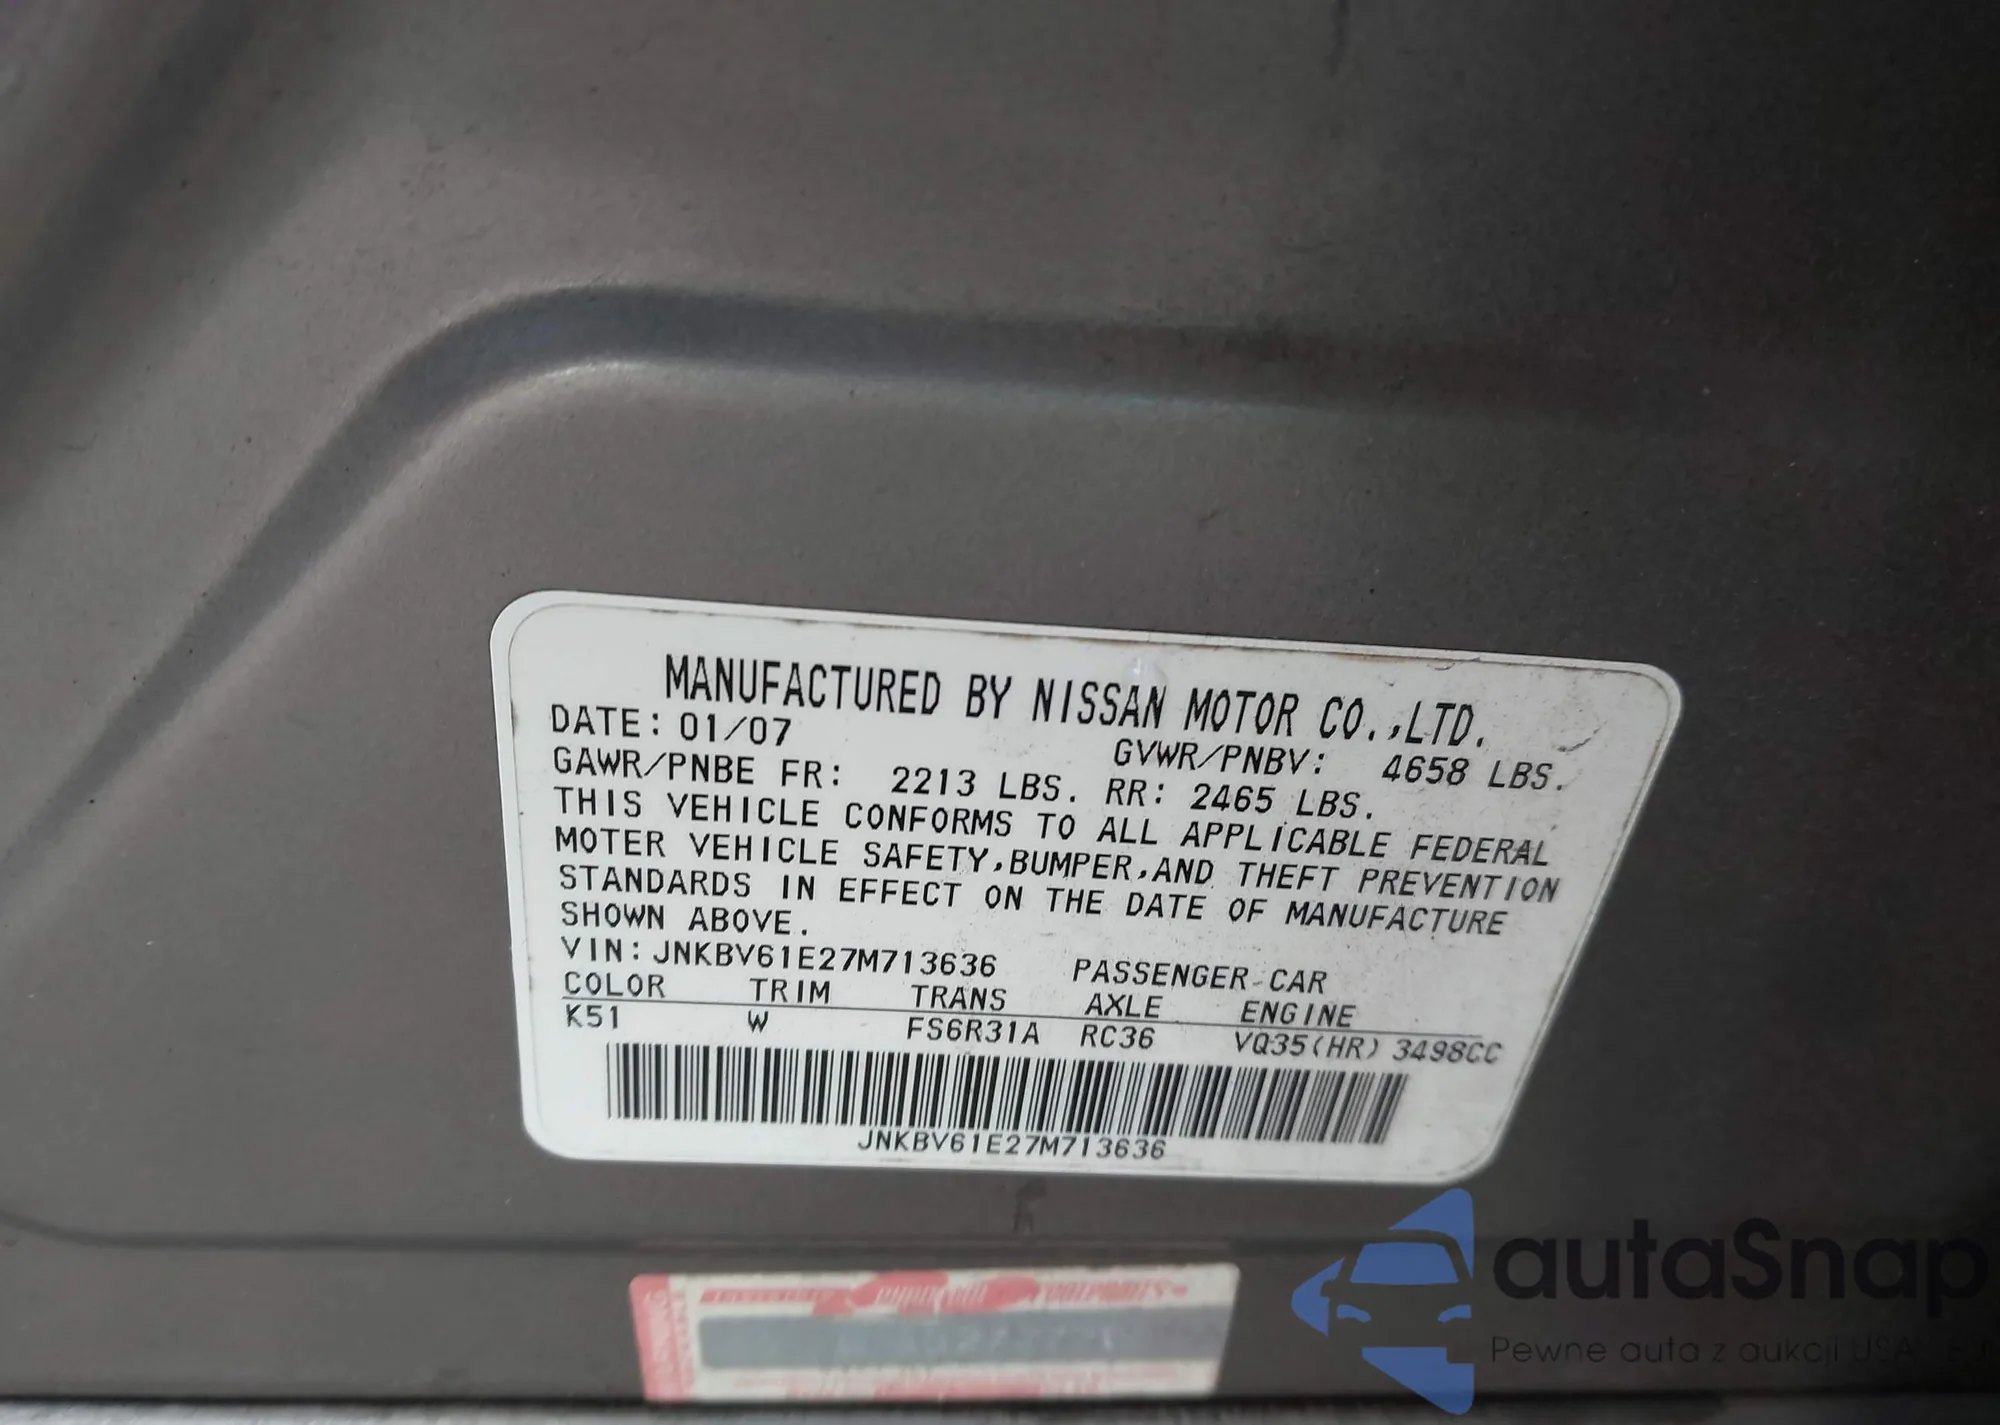 MANUFACTURED BY NISSAN MOTOR CO.,LTD.
DATE: 01/07 GVWR/PNBV: 4658 LBS.
GAWR/PNBE FR: 2213 LBS. RR: 2465 LBS.
THIS VEHICLE CONFORMS TO ALL APPLICABLE FEDERAL
MOTER VEHICLE SAFETY,BUMPER,AND THEFT PREVENTION
STANDARDS IN EFFECT ON THE DATE OF MANUFACTURE
SHOWN ABOVE.
VIN: JNKBV61E27M713636 PASSENGER CAR
COLOR TRIM TRANS AXLE ENGINE
K51 W FS6R31A RC36 VQ35(HR) 3498CC
JNKBV61E27M713636
autaSnap
Pewne auta z aukcji USA